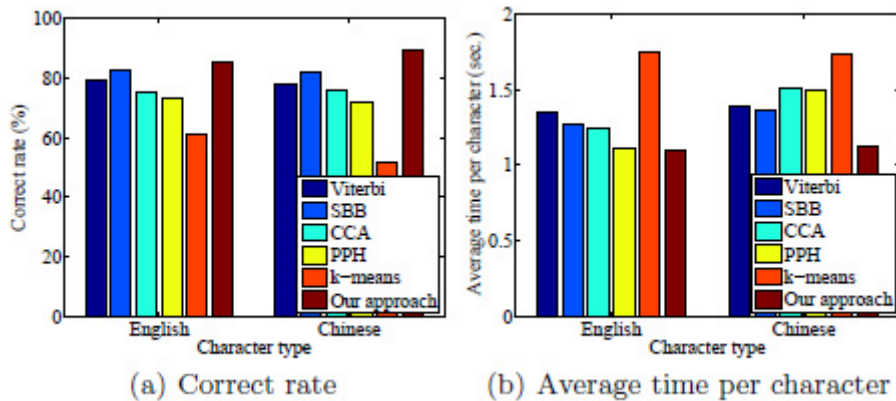 100
80
60
40
20
0
Correct rate (%)
Viterbi
SBB
CCA
PPH
k-means
Our approach
English
Chinese
Character type
(a) Correct rate
2
1.5
1
0.5
0
Average time per character (sec.)
Viterbi
SBB
CCA
PPH
k-means
Our approach
English
Chinese
Character type
(b) Average time per character